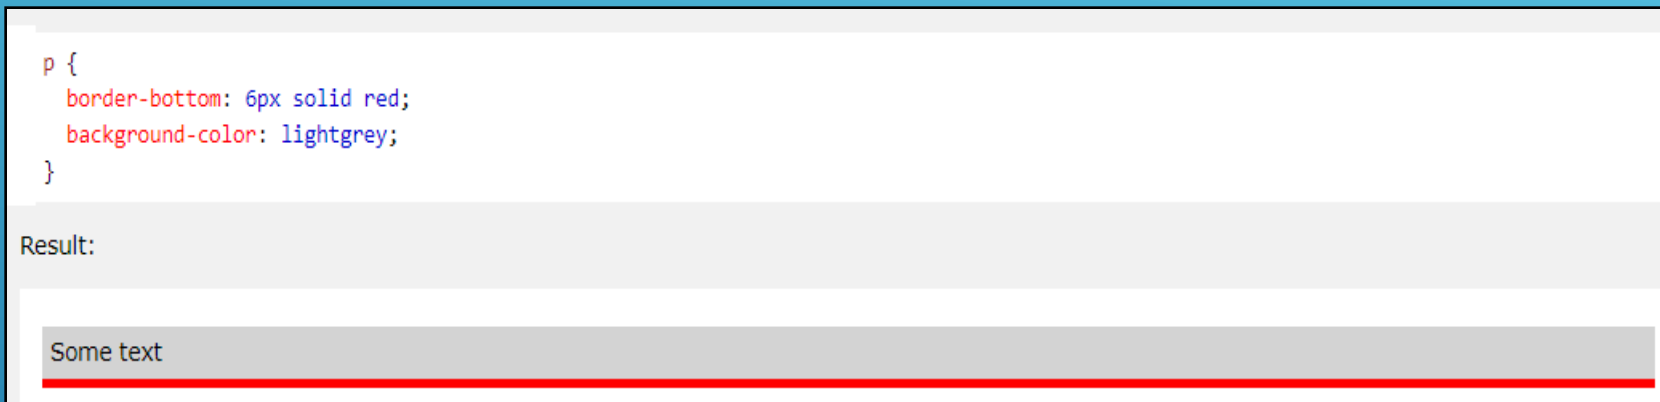 p {
border-bottom: 6px solid red;
background-color: lightgrey;
}
Result:
Some text